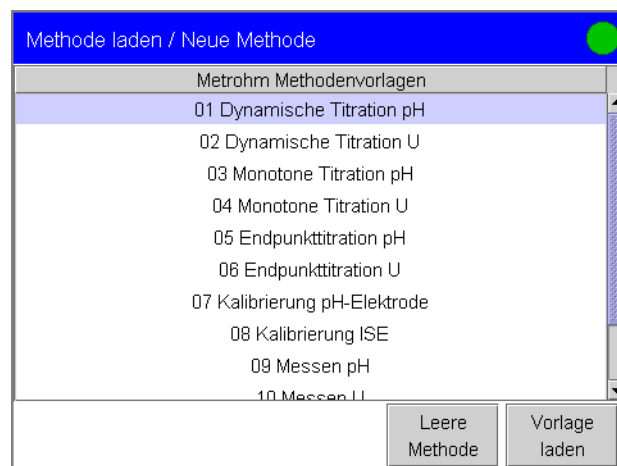 Methode laden / Neue Methode
Metrohm Methodenvorlagen
01 Dynamische Titration pH
02 Dynamische Titration U
03 Monotone Titration pH
04 Monotone Titration U
05 Endpunkttitration pH
06 Endpunkttitration U
07 Kalibrierung pH-Elektrode
08 Kalibrierung ISE
09 Messen pH
10 Messen U
Leere
Methode
Vorlage
laden